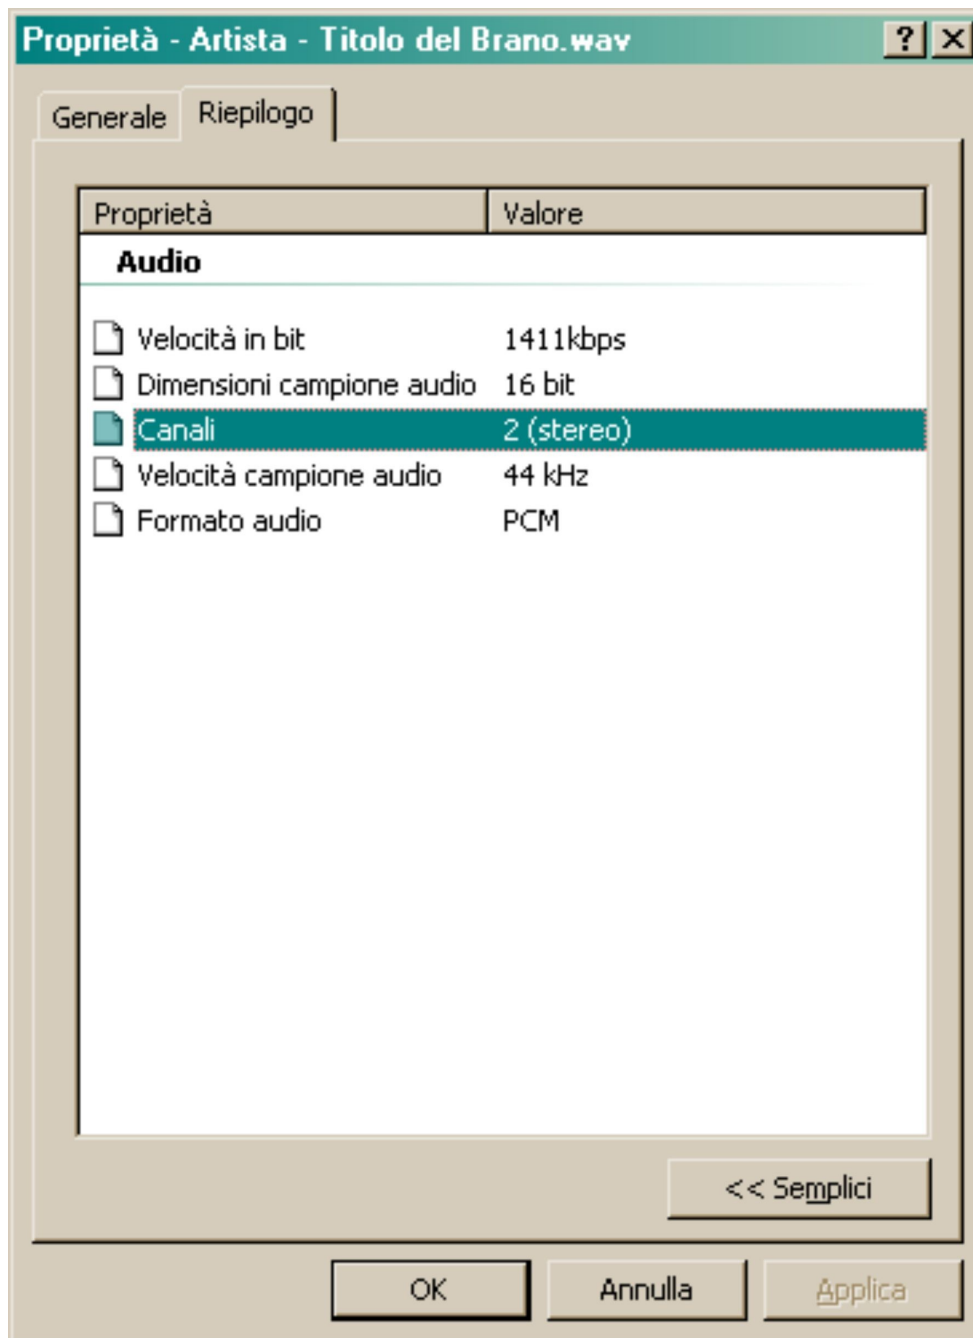 Proprietà - Artista - Titolo del Brano.wav
Generale Riepilogo
Proprietà Valore
Audio
Velocità in bit 1411kbps
Dimensioni campione audio 16 bit
Canali 2 (stereo)
Velocità campione audio 44 kHz
Formato audio PCM
<< Semplici
OK Annulla Applica